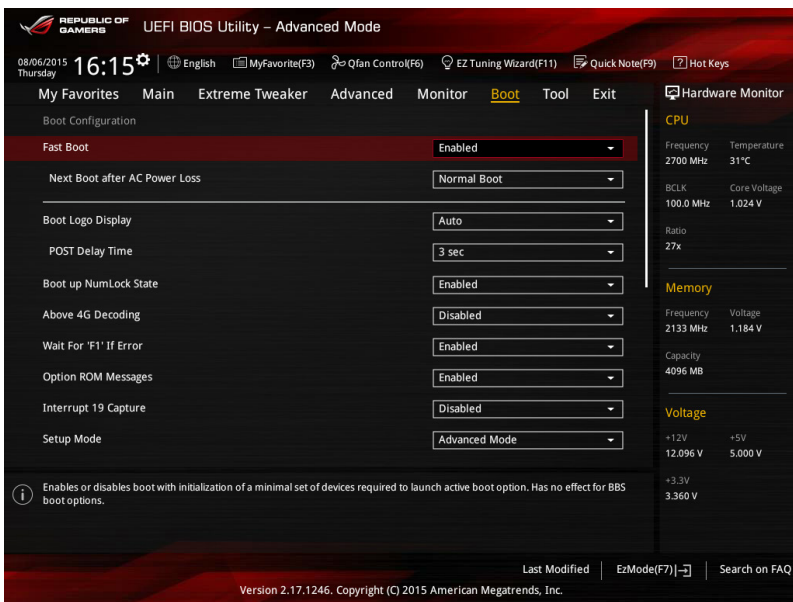 REPUBLIC OF GAMERS
UEFI BIOS Utility – Advanced Mode
08/06/2015 Thursday 16:15 English MyFavorite(F3) Qfan Control(F6) EZ Tuning Wizard(F11) Quick Note(F9) ? Hot Keys
My Favorites Main Extreme Tweaker Advanced Monitor Boot Tool Exit
Boot Configuration
Fast Boot Enabled
Next Boot after AC Power Loss Normal Boot
Boot Logo Display Auto
POST Delay Time 3 sec
Boot up NumLock State Enabled
Above 4G Decoding Disabled
Wait For 'F1' If Error Enabled
Option ROM Messages Enabled
Interrupt 19 Capture Disabled
Setup Mode Advanced Mode
Hardware Monitor
CPU
Frequency Temperature
2700 MHz 31°C
BCLK Core Voltage
100.0 MHz 1.024 V
Ratio
27x
Memory
Frequency Voltage
2133 MHz 1.184 V
Capacity
4096 MB
Voltage
+12V +5V
12.096 V 5.000 V
+3.3V
3.360 V
i Enables or disables boot with initialization of a minimal set of devices required to launch active boot option. Has no effect for BBS
boot options.
Last Modified EzMode(F7) Search on FAQ
Version 2.17.1246. Copyright (C) 2015 American Megatrends, Inc.